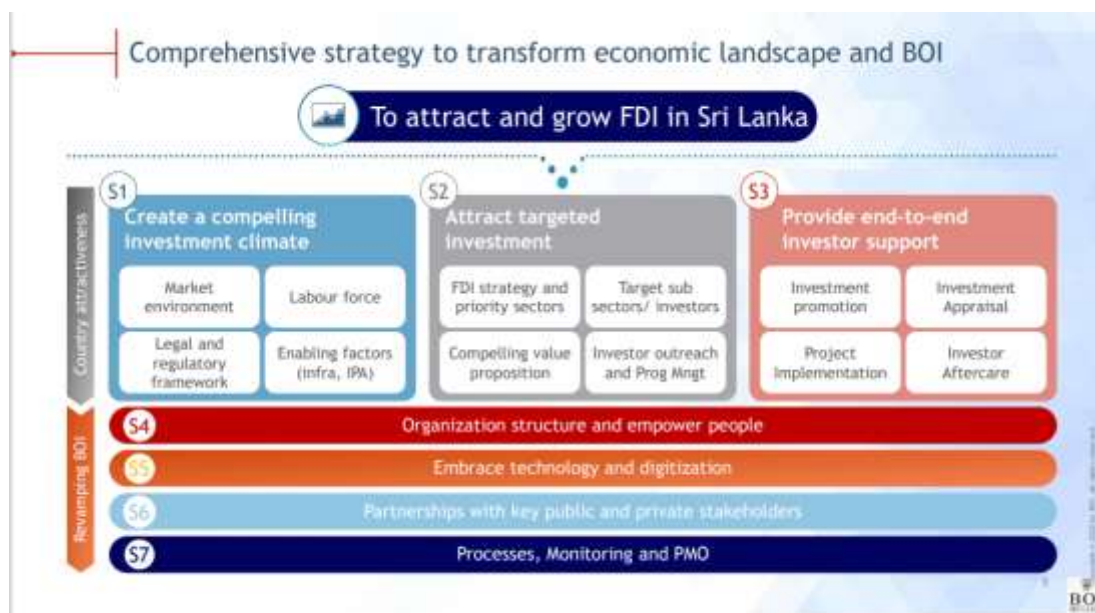 Comprehensive strategy to transform economic landscape and BOI
To attract and grow FDI in Sri Lanka
Country attractiveness
S1
Create a compelling
investment climate
Market
environment
Labour force
Legal and
regulatory
framework
Enabling factors
(infra, IPA)
S2
Attract targeted
investment
FDI strategy and
priority sectors
Target sub
sectors/ investors
Compelling value
proposition
Investor outreach
and Prog Mngt
S3
Provide end-to-end
investor support
Investment
promotion
Investment
Appraisal
Project
Implementation
Investor
Aftercare
Revamping BOI
S4
Organization structure and empower people
S5
Embrace technology and digitization
S6
Partnerships with key public and private stakeholders
S7
Processes, Monitoring and PMO
BO